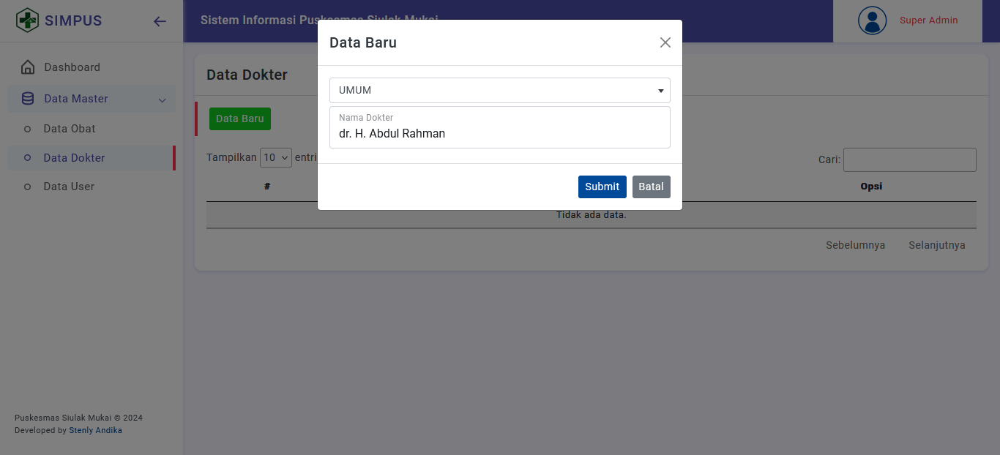 SIMPUS
Sistem Informasi Puskesmas Siulak Mukai
Super Admin
Dashboard
Data Master
Data Obat
Data Dokter
Data User
Puskesmas Siulak Mukai © 2024
Developed by Stenly Andika
Data Dokter
Data Baru
Tampilkan 10 entri
Cari:
#
Opsi
Tidak ada data.
Sebelumnya Selanjutnya
Data Baru
UMUM
Nama Dokter
dr. H. Abdul Rahman
Submit Batal